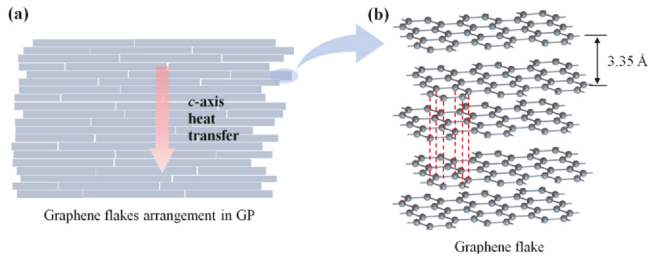 (a)
c-axis
heat
transfer
Graphene flakes arrangement in GP
(b)
3.35 Å
Graphene flake